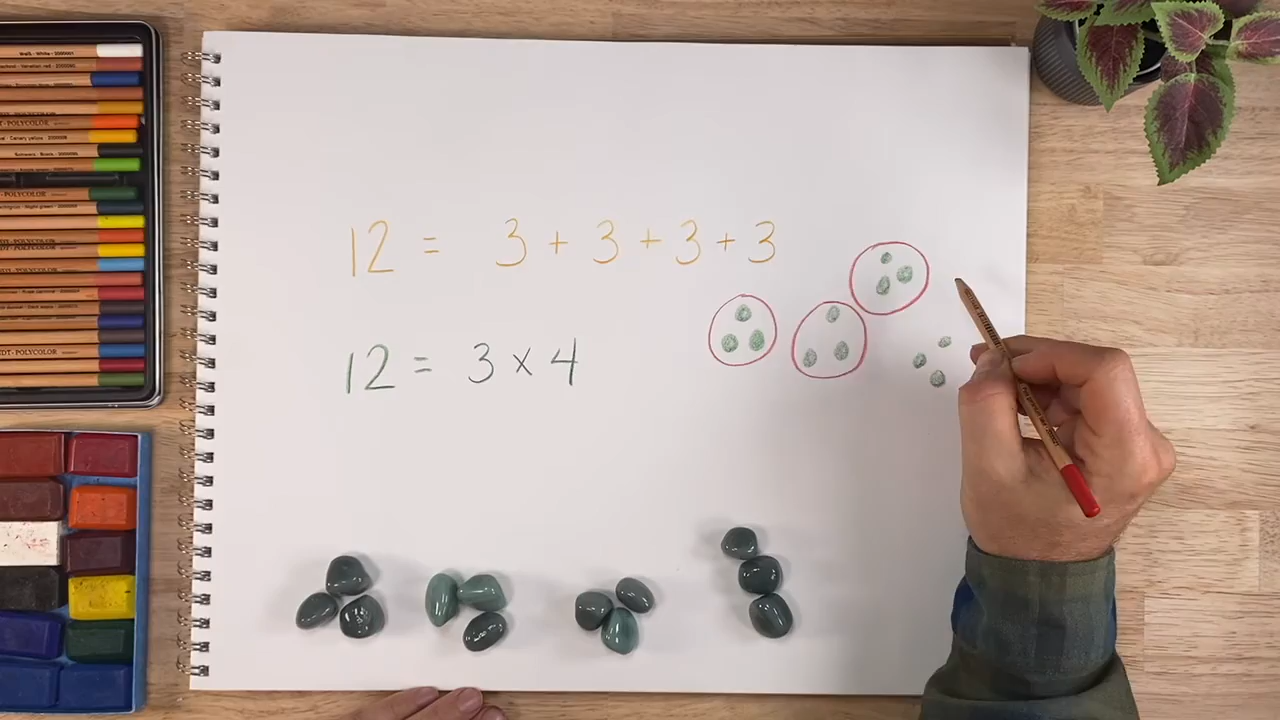 12 = 3 + 3 + 3 + 3
12 = 3 x 4